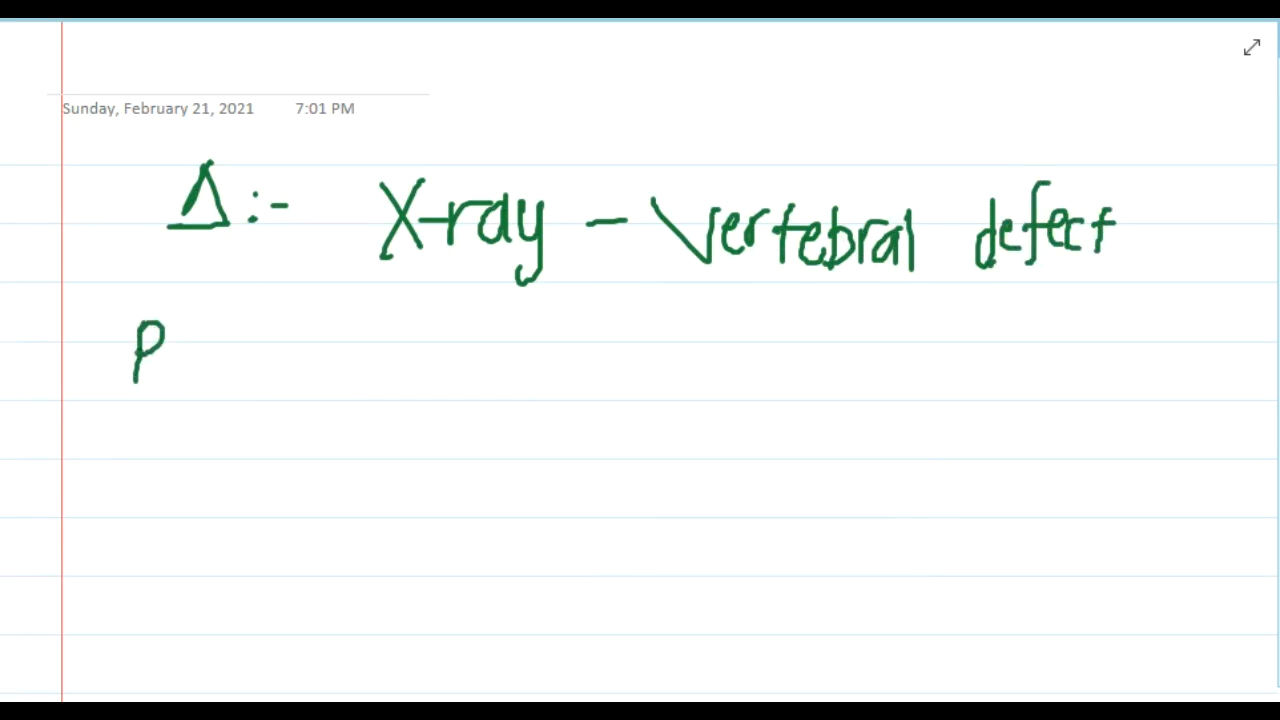 Sunday, February 21, 2021 7:01 PM
Δ:- X-ray - Vertebral defect
P